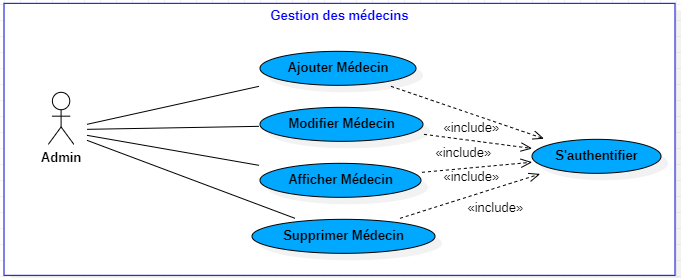 Gestion des médecins
Ajouter Médecin
Modifier Médecin
«include»
Admin
«include»
S'authentifier
Afficher Médecin
«include»
«include»
Supprimer Médecin